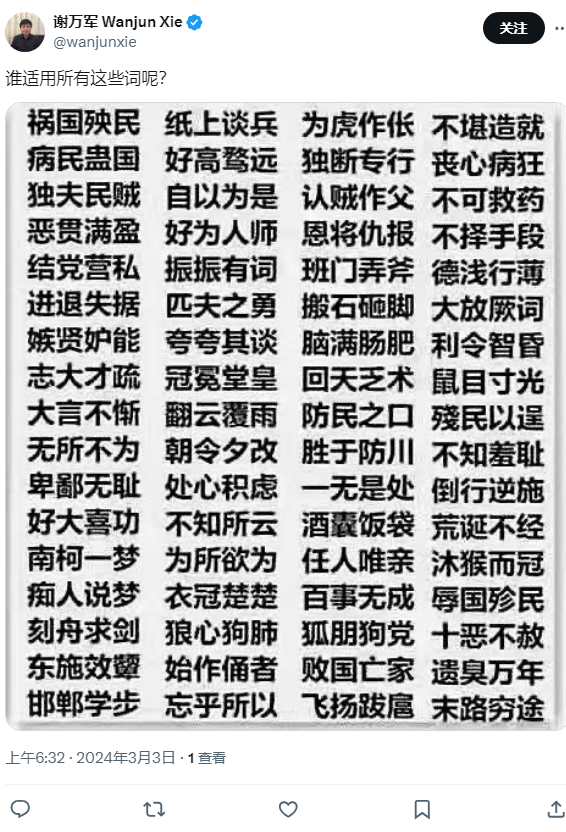 谢万军 Wanjun Xie
关注
@wanjunxie
谁适用所有这些词呢?
祸国殃民 纸上谈兵 为虎作伥 不堪造就
病民蛊国 好高骛远 独断专行 丧心病狂
独夫民贼 自以为是 认贼作父 不可救药
恶贯满盈 好为人师 恩将仇报 不择手段
结党营私 振振有词 班门弄斧 德浅行薄
进退失据 匹夫之勇 搬石砸脚 大放厥词
嫉贤妒能 夸夸其谈 脑满肠肥 利令智昏
志大才疏 冠冕堂皇 回天乏术 鼠目寸光
大言不惭 翻云覆雨 防民之口 殘民以逞
无所不为 朝令夕改 胜于防川 不知羞耻
卑鄙无耻 处心积虑 一无是处 倒行逆施
好大喜功 不知所云 酒囊饭袋 荒诞不经
南柯一梦 为所欲为 任人唯亲 沐猴而冠
痴人说梦 衣冠楚楚 百事无成 辱国殄民
刻舟求剑 狼心狗肺 狐朋狗党 十恶不赦
东施效颦 始作俑者 败国亡家 遗臭万年
邯郸学步 忘乎所以 飞扬跋扈 末路穷途
上午6:32 · 2024年3月3日 · 1 查看